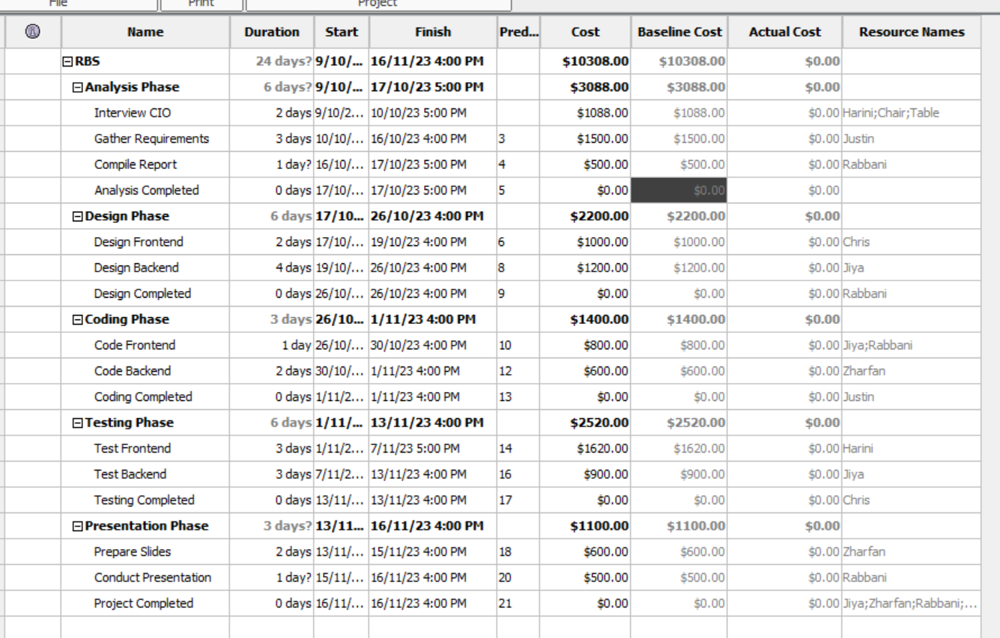 File Print Project
Name Duration Start Finish Pred... Cost Baseline Cost Actual Cost Resource Names
RBS 24 days? 9/10/... 16/11/23 4:00 PM $10308.00 $10308.00 $0.00
Analysis Phase 6 days? 9/10/... 17/10/23 5:00 PM $3088.00 $3088.00 $0.00
Interview CIO 2 days 9/10/2... 10/10/23 5:00 PM $1088.00 $1088.00 $0.00 Harini;Chair;Table
Gather Requirements 3 days 10/10/... 16/10/23 4:00 PM 3 $1500.00 $1500.00 $0.00 Justin
Compile Report 1 day? 16/10/... 17/10/23 5:00 PM 4 $500.00 $500.00 $0.00 Rabbani
Analysis Completed 0 days 17/10/... 17/10/23 5:00 PM 5 $0.00 $0.00 $0.00
Design Phase 6 days 17/10... 26/10/23 4:00 PM $2200.00 $2200.00 $0.00
Design Frontend 2 days 17/10/... 19/10/23 4:00 PM 6 $1000.00 $1000.00 $0.00 Chris
Design Backend 4 days 19/10/... 26/10/23 4:00 PM 8 $1200.00 $1200.00 $0.00 Jiya
Design Completed 0 days 26/10/... 26/10/23 4:00 PM 9 $0.00 $0.00 $0.00 Rabbani
Coding Phase 3 days 26/10... 1/11/23 4:00 PM $1400.00 $1400.00 $0.00
Code Frontend 1 day 26/10/... 30/10/23 4:00 PM 10 $800.00 $800.00 $0.00 Jiya;Rabbani
Code Backend 2 days 30/10/... 1/11/23 4:00 PM 12 $600.00 $600.00 $0.00 Zharfan
Coding Completed 0 days 1/11/2... 1/11/23 4:00 PM 13 $0.00 $0.00 $0.00 Justin
Testing Phase 6 days 1/11/... 13/11/23 4:00 PM $2520.00 $2520.00 $0.00
Test Frontend 3 days 1/11/2... 7/11/23 5:00 PM 14 $1620.00 $1620.00 $0.00 Harini
Test Backend 3 days 7/11/2... 13/11/23 4:00 PM 16 $900.00 $900.00 $0.00 Jiya
Testing Completed 0 days 13/11/... 13/11/23 4:00 PM 17 $0.00 $0.00 $0.00 Chris
Presentation Phase 3 days? 13/11... 16/11/23 4:00 PM $1100.00 $1100.00 $0.00
Prepare Slides 2 days 13/11/... 15/11/23 4:00 PM 18 $600.00 $600.00 $0.00 Zharfan
Conduct Presentation 1 day? 15/11/... 16/11/23 4:00 PM 20 $500.00 $500.00 $0.00 Rabbani
Project Completed 0 days 16/11/... 16/11/23 4:00 PM 21 $0.00 $0.00 $0.00 Jiya;Zharfan;Rabbani;...